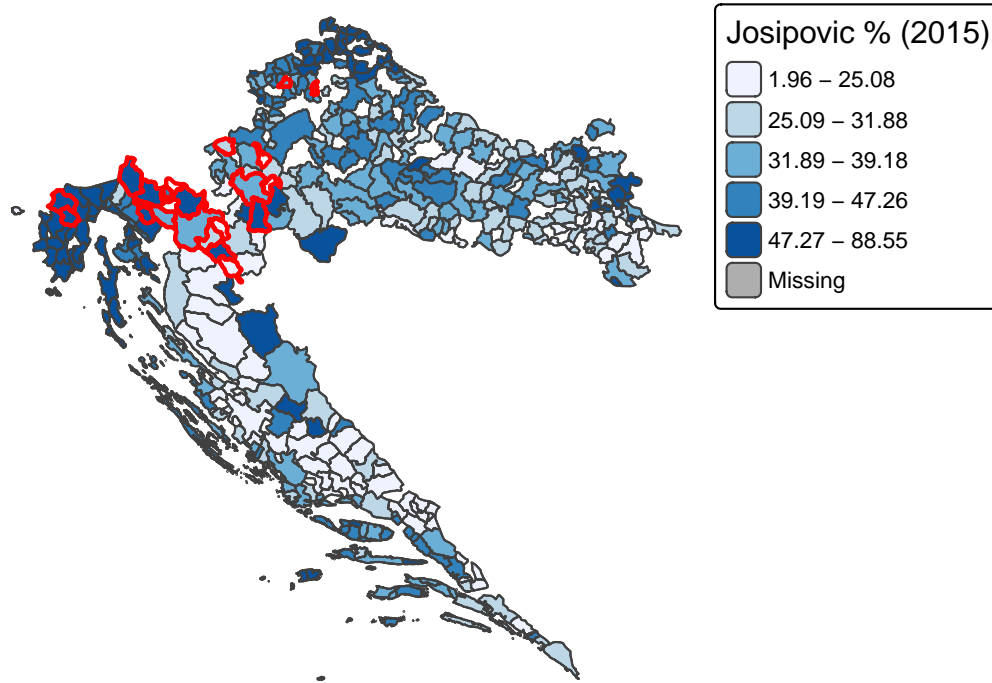 Josipovic % (2015)
1.96 – 25.08
25.09 – 31.88
31.89 – 39.18
39.19 – 47.26
47.27 – 88.55
Missing